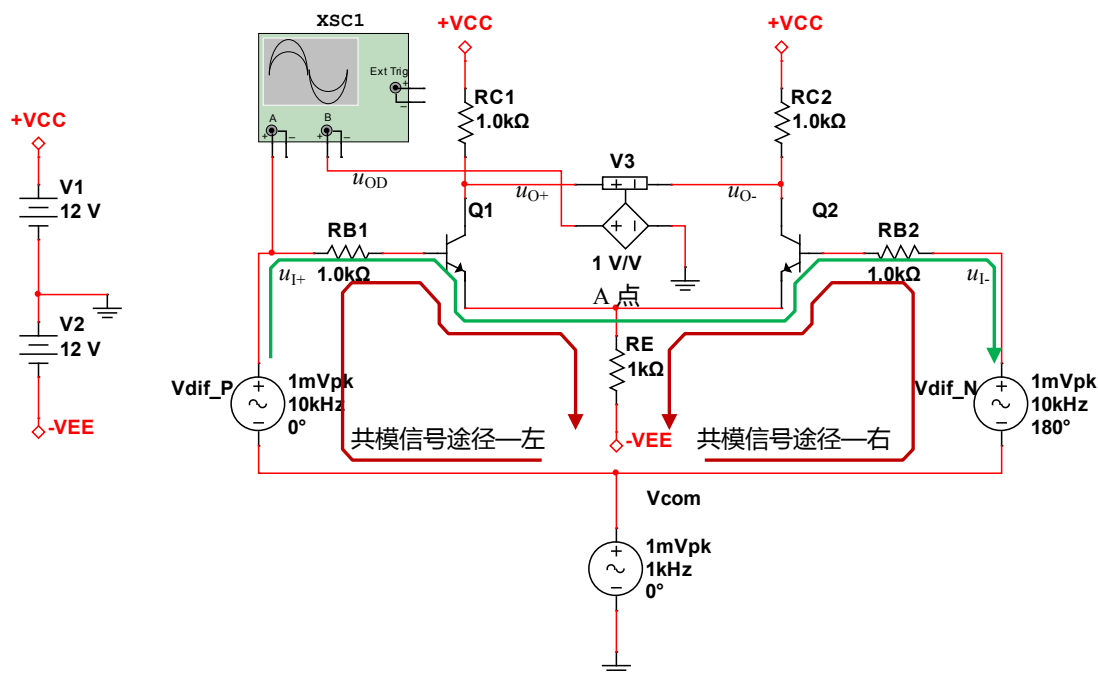 XSC1
Ext Trig
+
−
A
B
+
−
+
−
+VCC
V1
12 V
V2
12 V
-VEE
+VCC
RC1
1.0kΩ
+VCC
RC2
1.0kΩ
uOD
uO+
V3
+ −
+ −
1 V/V
uO-
Q1
Q2
RB1
1.0kΩ
uI+
RB2
1.0kΩ
uI-
A 点
RE
1kΩ
-VEE
Vdif_P
+
−
1mVpk
10kHz
0°
Vdif_N
+
−
1mVpk
10kHz
180°
共模信号途径—左
共模信号途径—右
Vcom
+
−
1mVpk
1kHz
0°